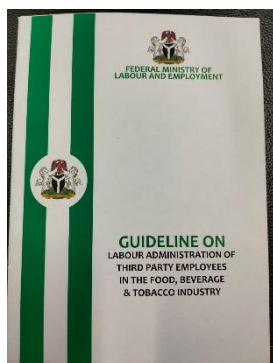 FEDERAL MINISTRY OF
LABOUR AND EMPLOYMENT
GUIDELINE ON
LABOUR ADMINISTRATION OF
THIRD PARTY EMPLOYEES
IN THE FOOD, BEVERAGE
& TOBACCO INDUSTRY